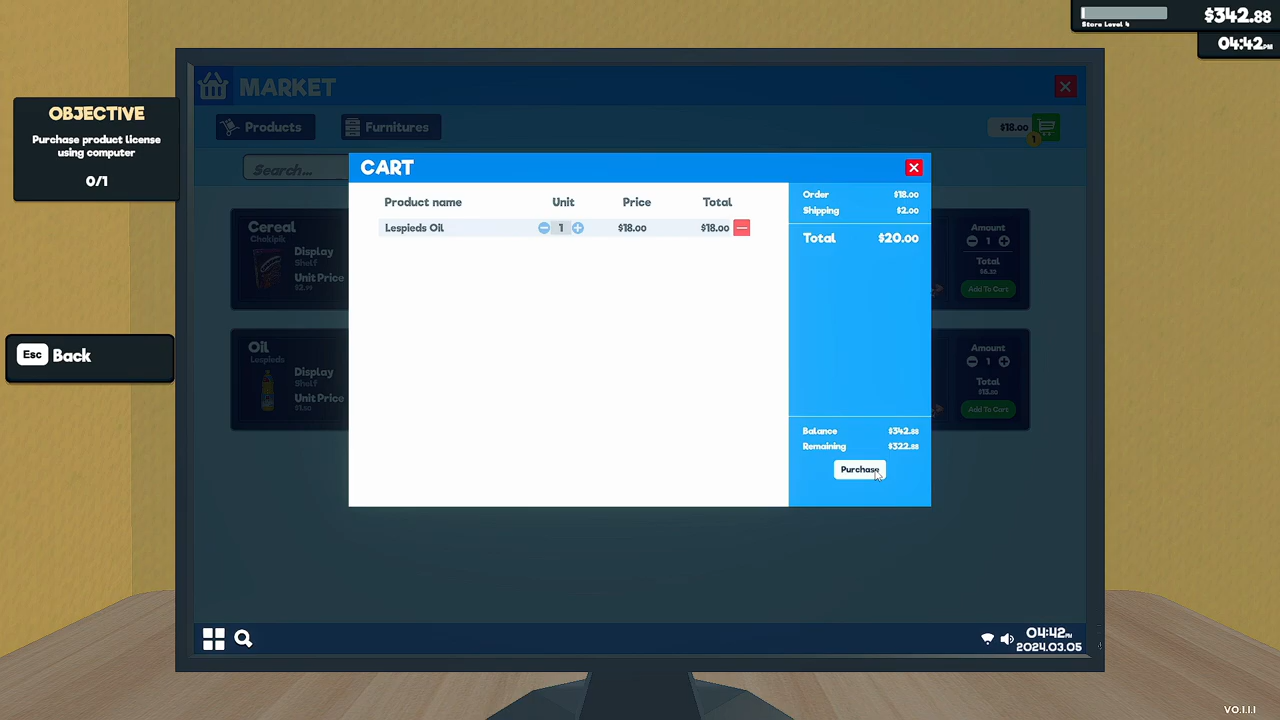 Store Level 4
$342.88
04:42PM
OBJECTIVE
Purchase product license
using computer
0/1
Esc Back
MARKET
Products
Furnitures
$18.00
1
Search...
CART
Product name Unit Price Total
Lespieds Oil 1 $18.00 $18.00
Order $18.00
Shipping $2.00
Total $20.00
Balance $342.88
Remaining $322.88
Purchase
Cereal
Display
Shelf
Unit Price
Amount
1
Total
Add To Cart
Oil
Lespieds
Display
Shelf
Unit Price
Amount
1
Total
Add To Cart
04:42PM
2024.03.05
V0.1.1.1